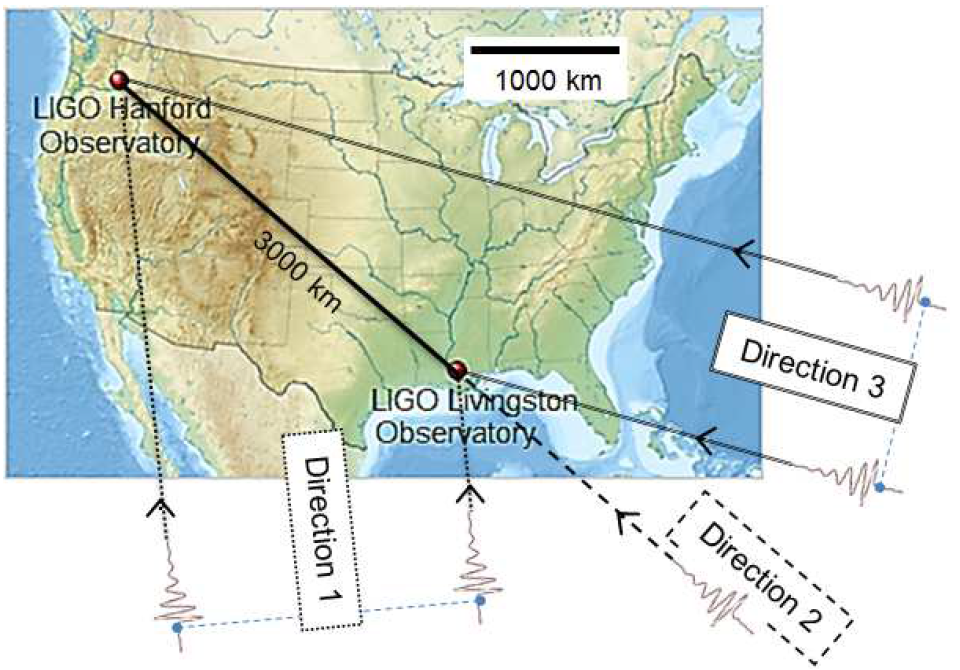 1000 km
LIGO Hanford
Observatory
3000 km
LIGO Livingston
Observatory
Direction 3
Direction 1
Direction 2